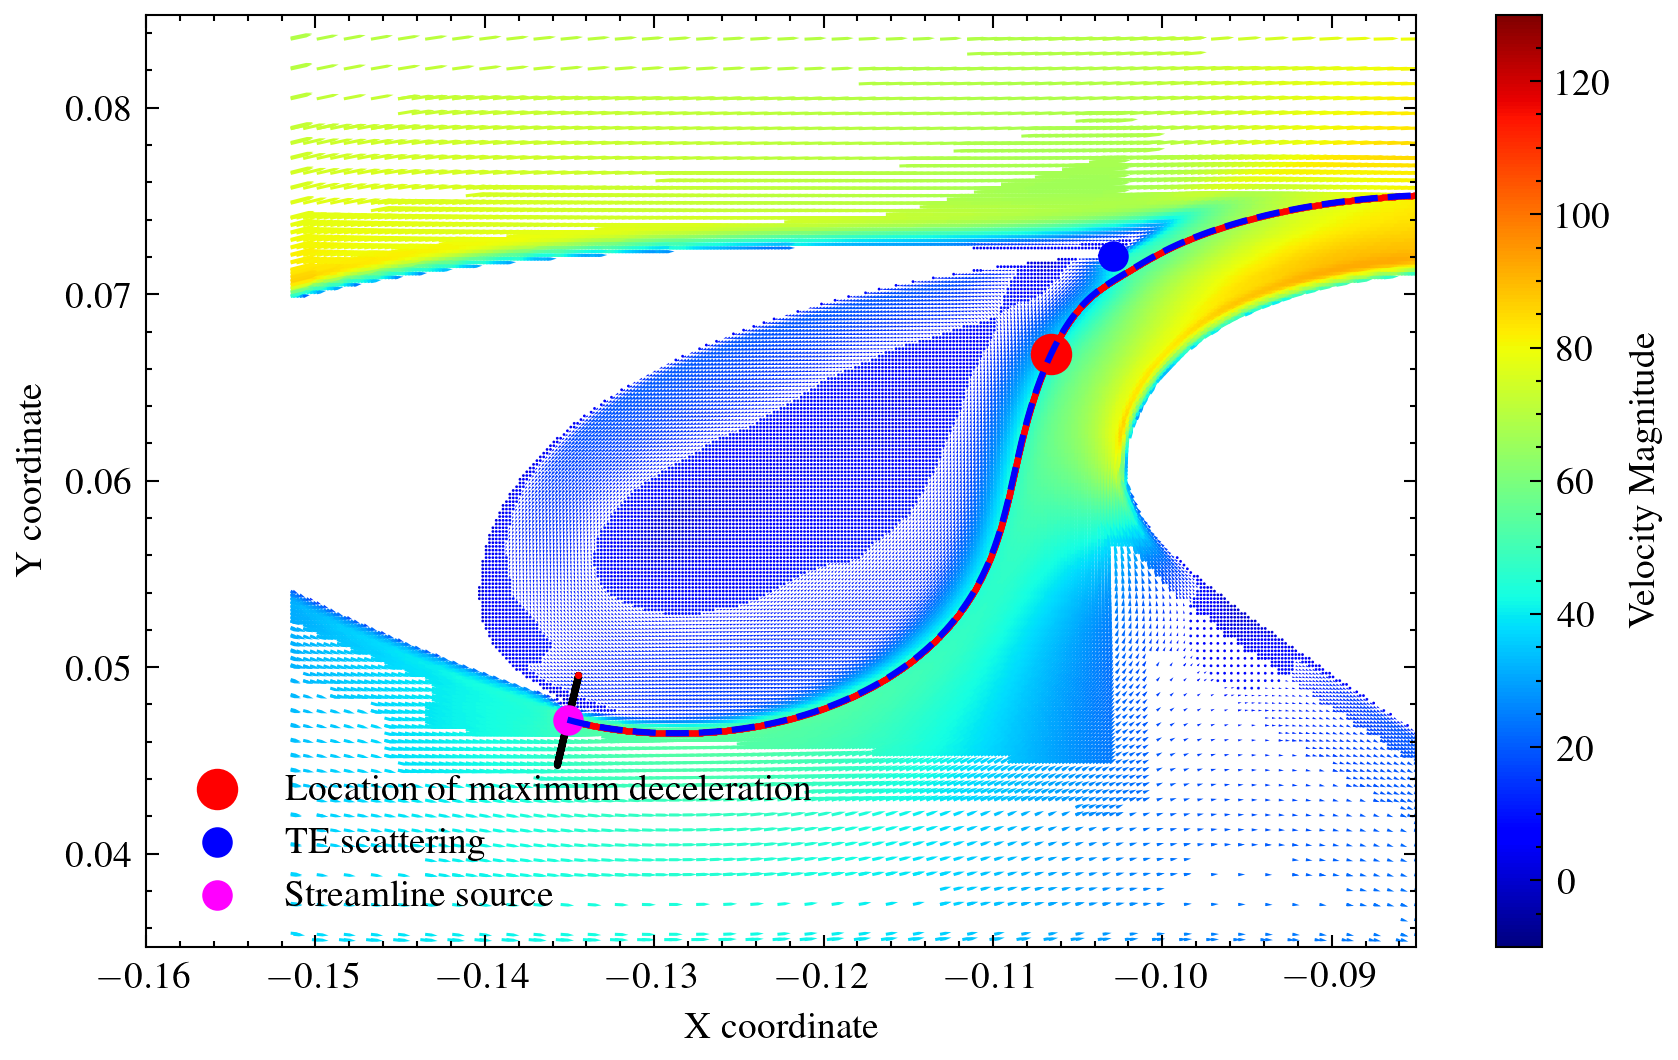 0.08
0.07
0.06
0.05
0.04
Y coordinate
Location of maximum deceleration
TE scattering
Streamline source
−0.16 −0.15 −0.14 −0.13 −0.12 −0.11 −0.10 −0.09
X coordinate
120
100
80
60
40
20
0
Velocity Magnitude